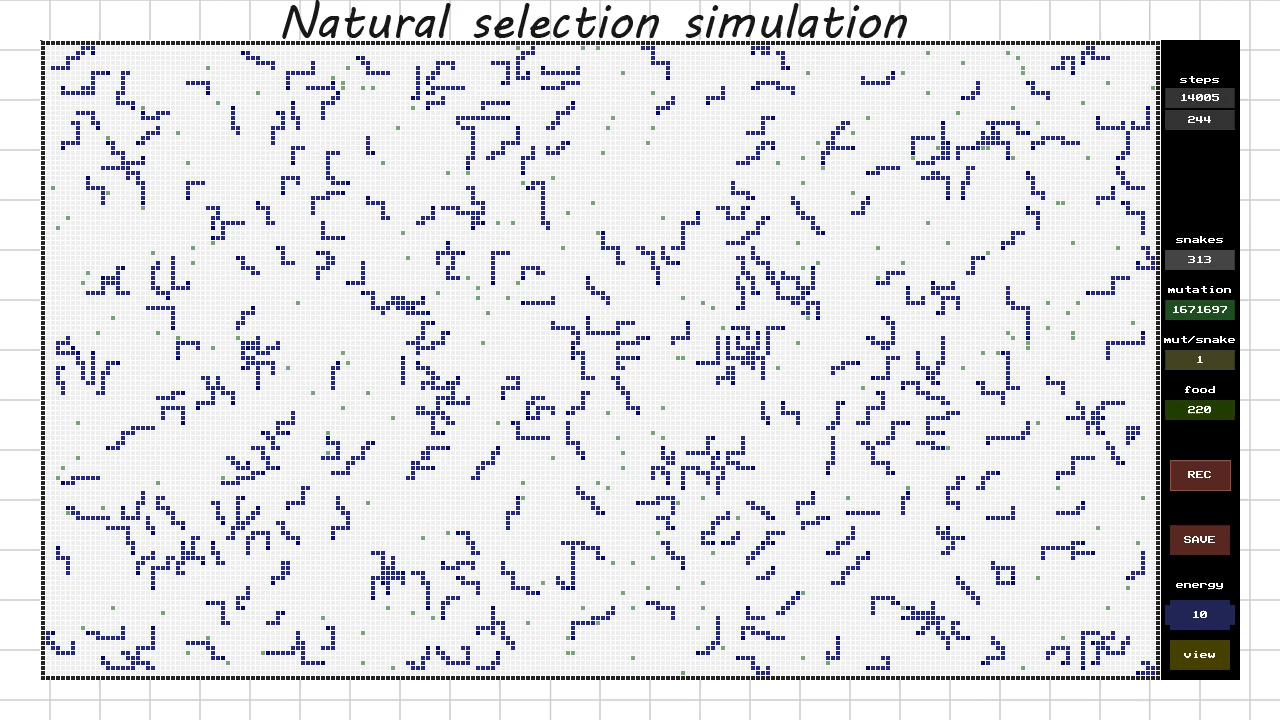 Natural selection simulation
steps
14005
244
snakes
313
mutation
1671697
mut/snake
1
food
220
REC
SAVE
energy
10
view